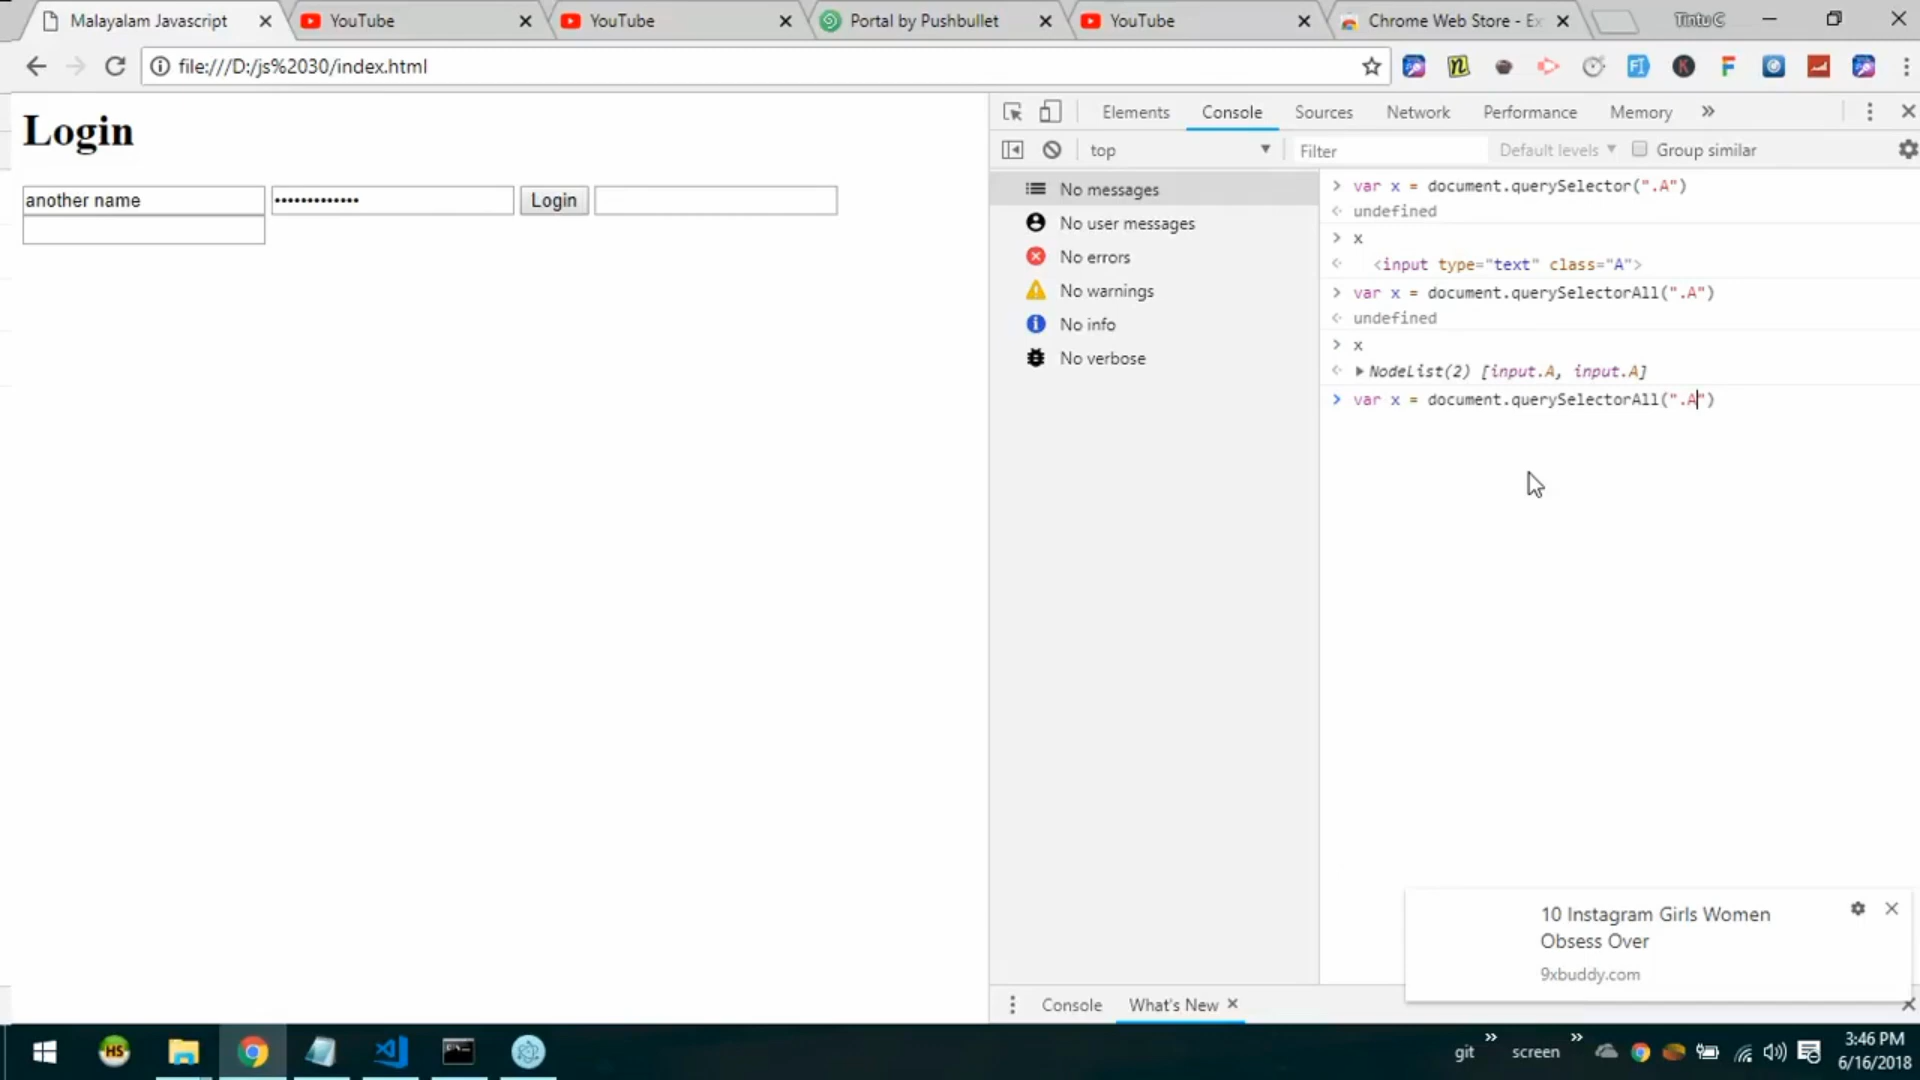 Malayalam Javascript
YouTube
YouTube
Portal by Pushbullet
YouTube
Chrome Web Store - Ex
Tintu C
file:///D:/js%2030/index.html
Login
another name
•••••••••••••
Login
Elements
Console
Sources
Network
Performance
Memory
top
Filter
Default levels
Group similar
No messages
No user messages
No errors
No warnings
No info
No verbose
> var x = document.querySelector(".A")
undefined
> x
<input type="text" class="A">
> var x = document.querySelectorAll(".A")
undefined
> x
NodeList(2) [input.A, input.A]
> var x = document.querySelectorAll(".A")
10 Instagram Girls Women
Obsess Over
9xbuddy.com
Console
What's New
HS
git
screen
3:46 PM
6/16/2018